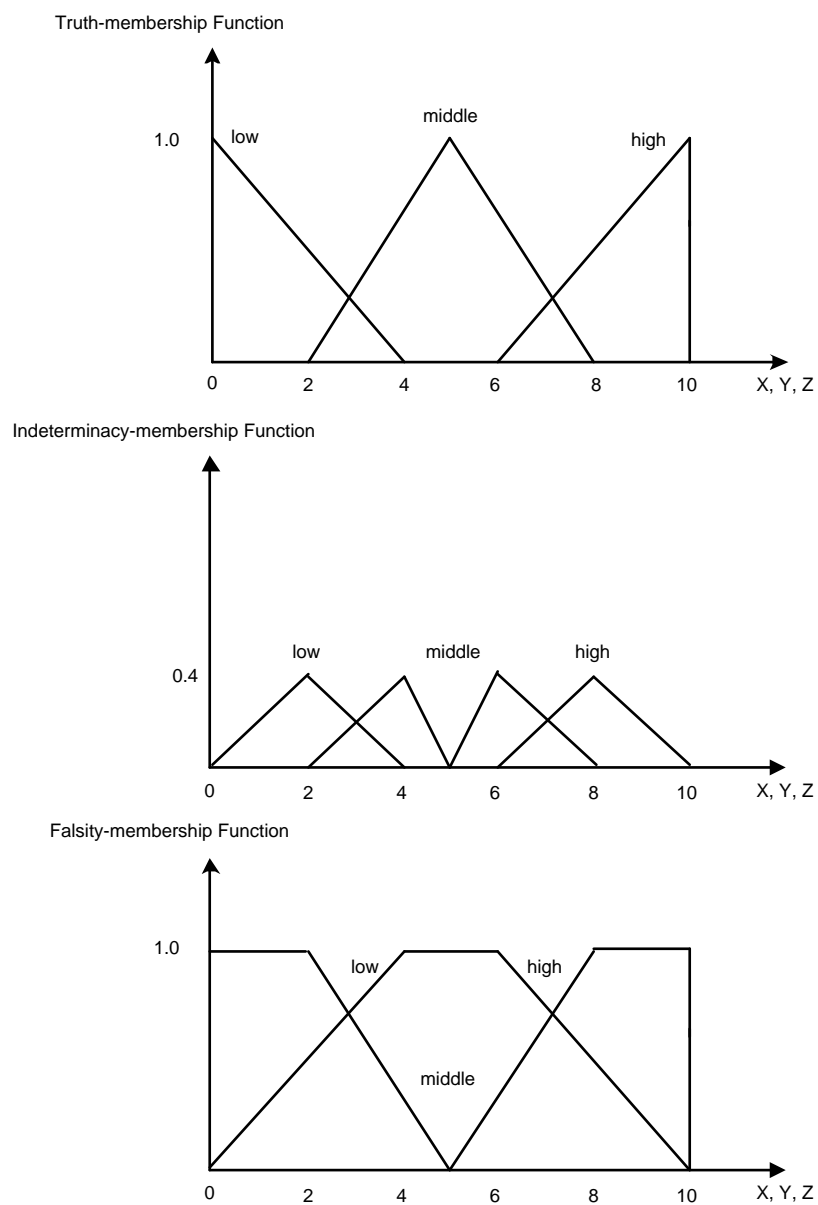 Truth-membership Function
middle
1.0 low high
0 2 4 6 8 10 X, Y, Z
Indeterminacy-membership Function
low middle high
0.4
0 2 4 6 8 10 X, Y, Z
Falsity-membership Function
1.0
low high
middle
0 2 4 6 8 10 X, Y, Z